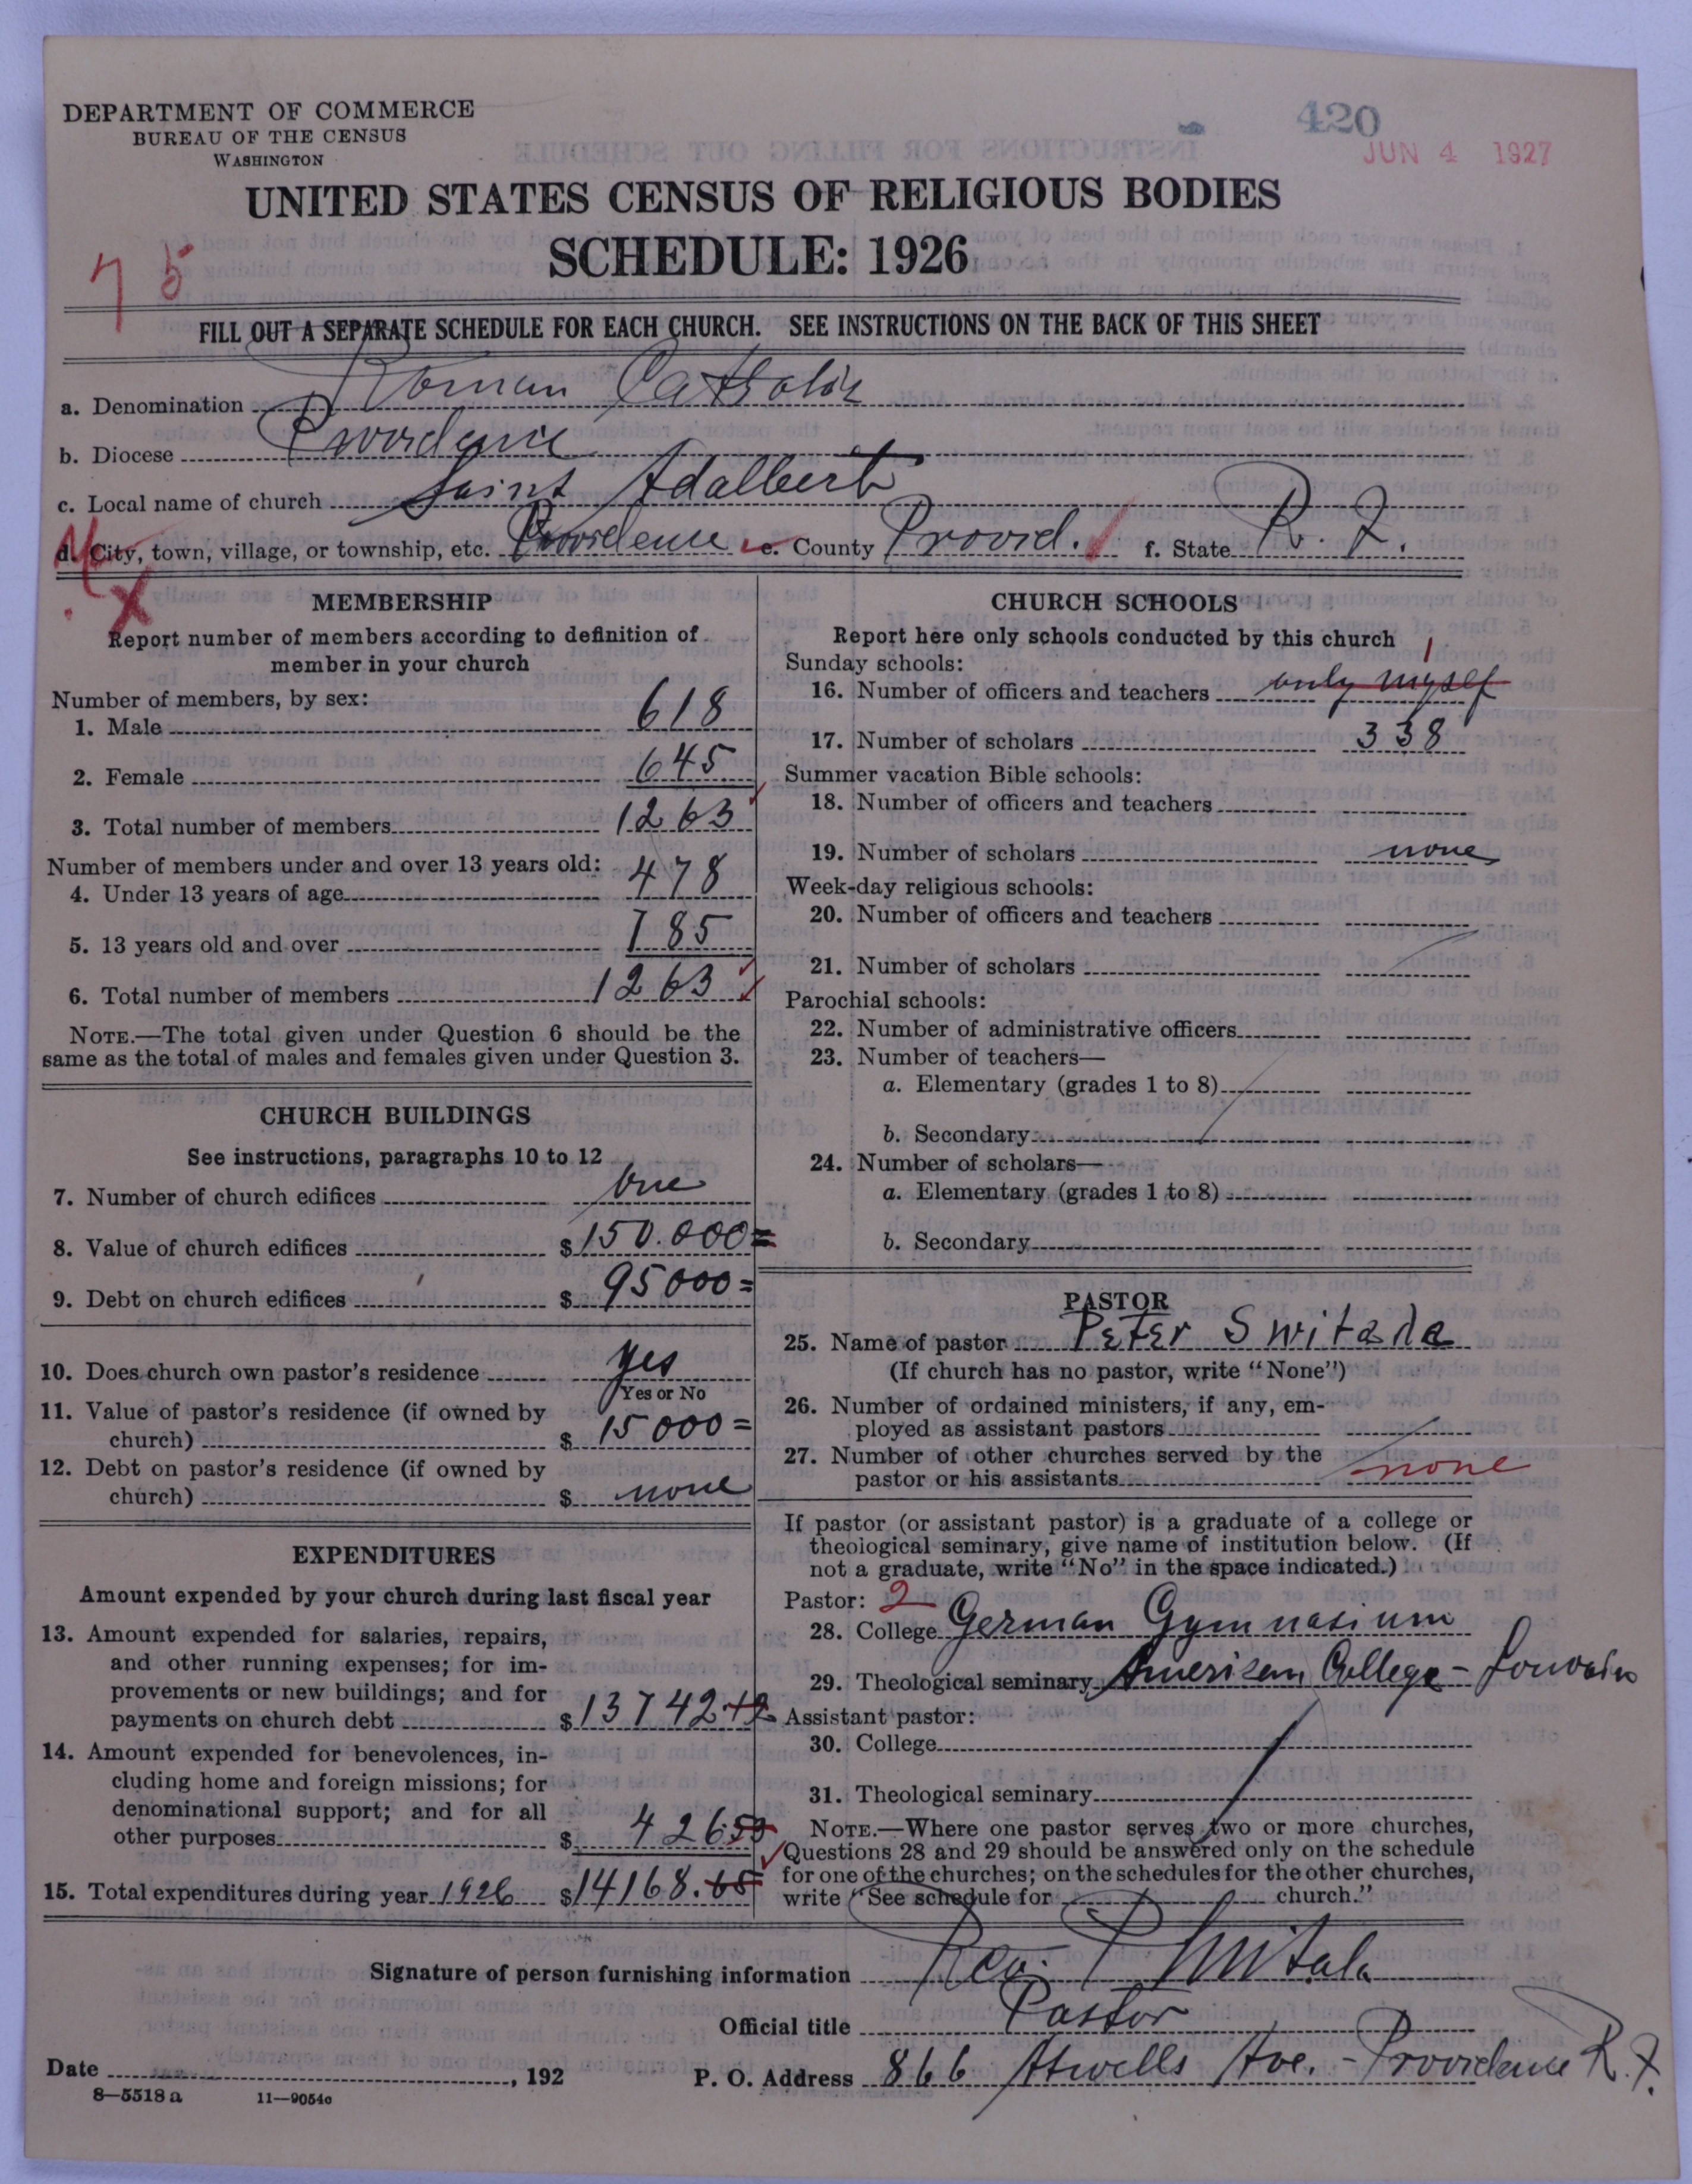 DEPARTMENT OF COMMERCE
BUREAU OF THE CENSUS
WASHINGTON
420
JUN 4 1927
UNITED STATES CENSUS OF RELIGIOUS BODIES
SCHEDULE: 1926
75
FILL OUT A SEPARATE SCHEDULE FOR EACH CHURCH. SEE INSTRUCTIONS ON THE BACK OF THIS SHEET
a. Denomination Roman Catholic
b. Diocese Providence
c. Local name of church Saint Adalbert
d. City, town, village, or township, etc. Providence e. County Provid. f. State R. I.
X
MEMBERSHIP
Report number of members according to definition of
member in your church
Number of members, by sex:
1. Male 618
2. Female 645
3. Total number of members 1263
Number of members under and over 13 years old:
4. Under 13 years of age 478
5. 13 years old and over 785
6. Total number of members 1263
NOTE.—The total given under Question 6 should be the
same as the total of males and females given under Question 3.
CHURCH BUILDINGS
See instructions, paragraphs 10 to 12
7. Number of church edifices One
8. Value of church edifices $150.000=
9. Debt on church edifices $ 95000=
10. Does church own pastor's residence yes
Yes or No
11. Value of pastor's residence (if owned by
church) $ 15000=
12. Debt on pastor's residence (if owned by
church) $ none
EXPENDITURES
Amount expended by your church during last fiscal year
13. Amount expended for salaries, repairs,
and other running expenses; for im-
provements or new buildings; and for
payments on church debt $13742.12
14. Amount expended for benevolences, in-
cluding home and foreign missions; for
denominational support; and for all
other purposes $ 426.53
15. Total expenditures during year 1926 $14168.65
CHURCH SCHOOLS
Report here only schools conducted by this church
Sunday schools:
1
16. Number of officers and teachers only myself
17. Number of scholars 338
Summer vacation Bible schools:
18. Number of officers and teachers
19. Number of scholars none
Week-day religious schools:
20. Number of officers and teachers
21. Number of scholars
Parochial schools:
22. Number of administrative officers
23. Number of teachers—
a. Elementary (grades 1 to 8)
b. Secondary
24. Number of scholars—
a. Elementary (grades 1 to 8)
b. Secondary
PASTOR
25. Name of pastor Peter Switala
(If church has no pastor, write "None")
26. Number of ordained ministers, if any, em-
ployed as assistant pastors
27. Number of other churches served by the
pastor or his assistants none
If pastor (or assistant pastor) is a graduate of a college or
theological seminary, give name of institution below. (If
not a graduate, write "No" in the space indicated.)
Pastor: 2
28. College German Gymnasium
29. Theological seminary American College - Louvain
Assistant pastor:
30. College
31. Theological seminary
NOTE.—Where one pastor serves two or more churches,
Questions 28 and 29 should be answered only on the schedule
for one of the churches; on the schedules for the other churches,
write "See schedule for church."
Signature of person furnishing information Rev. P Switala
Official title Pastor
Date , 192
P. O. Address 866 Atwells Ave. - Providence R. I.
8—5518 a 11—9054c